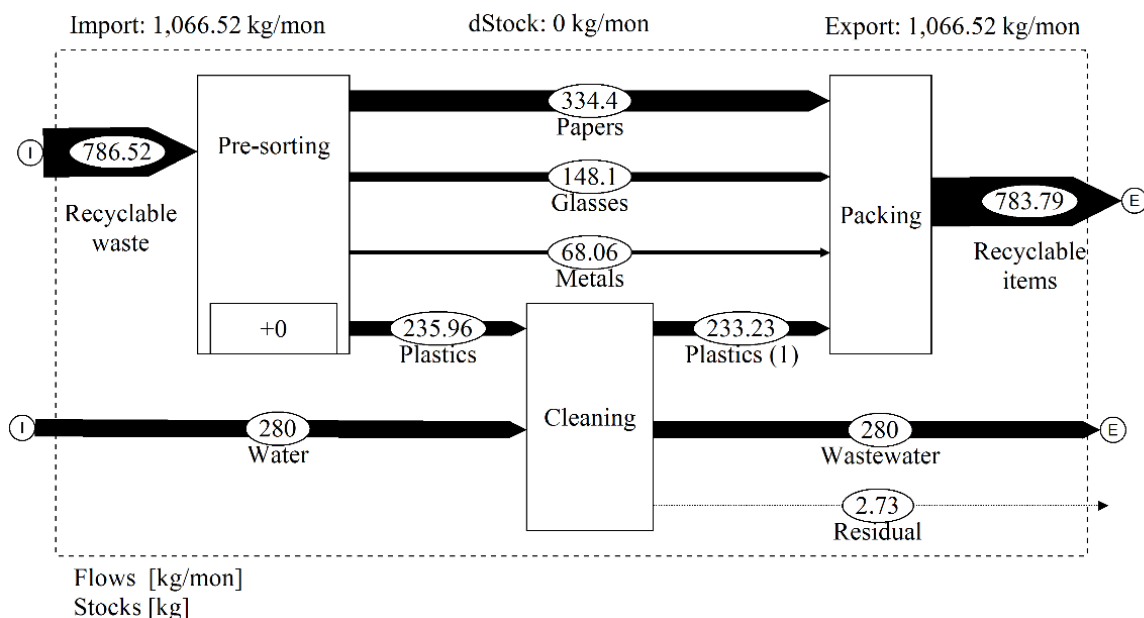 Import: 1,066.52 kg/mon
dStock: 0 kg/mon
Export: 1,066.52 kg/mon
I
786.52
Recyclable
waste
Pre-sorting
+0
334.4
Papers
148.1
Glasses
68.06
Metals
235.96
Plastics
233.23
Plastics (1)
Packing
783.79
E
Recyclable
items
I
280
Water
Cleaning
280
Wastewater
E
2.73
Residual
Flows [kg/mon]
Stocks [kg]